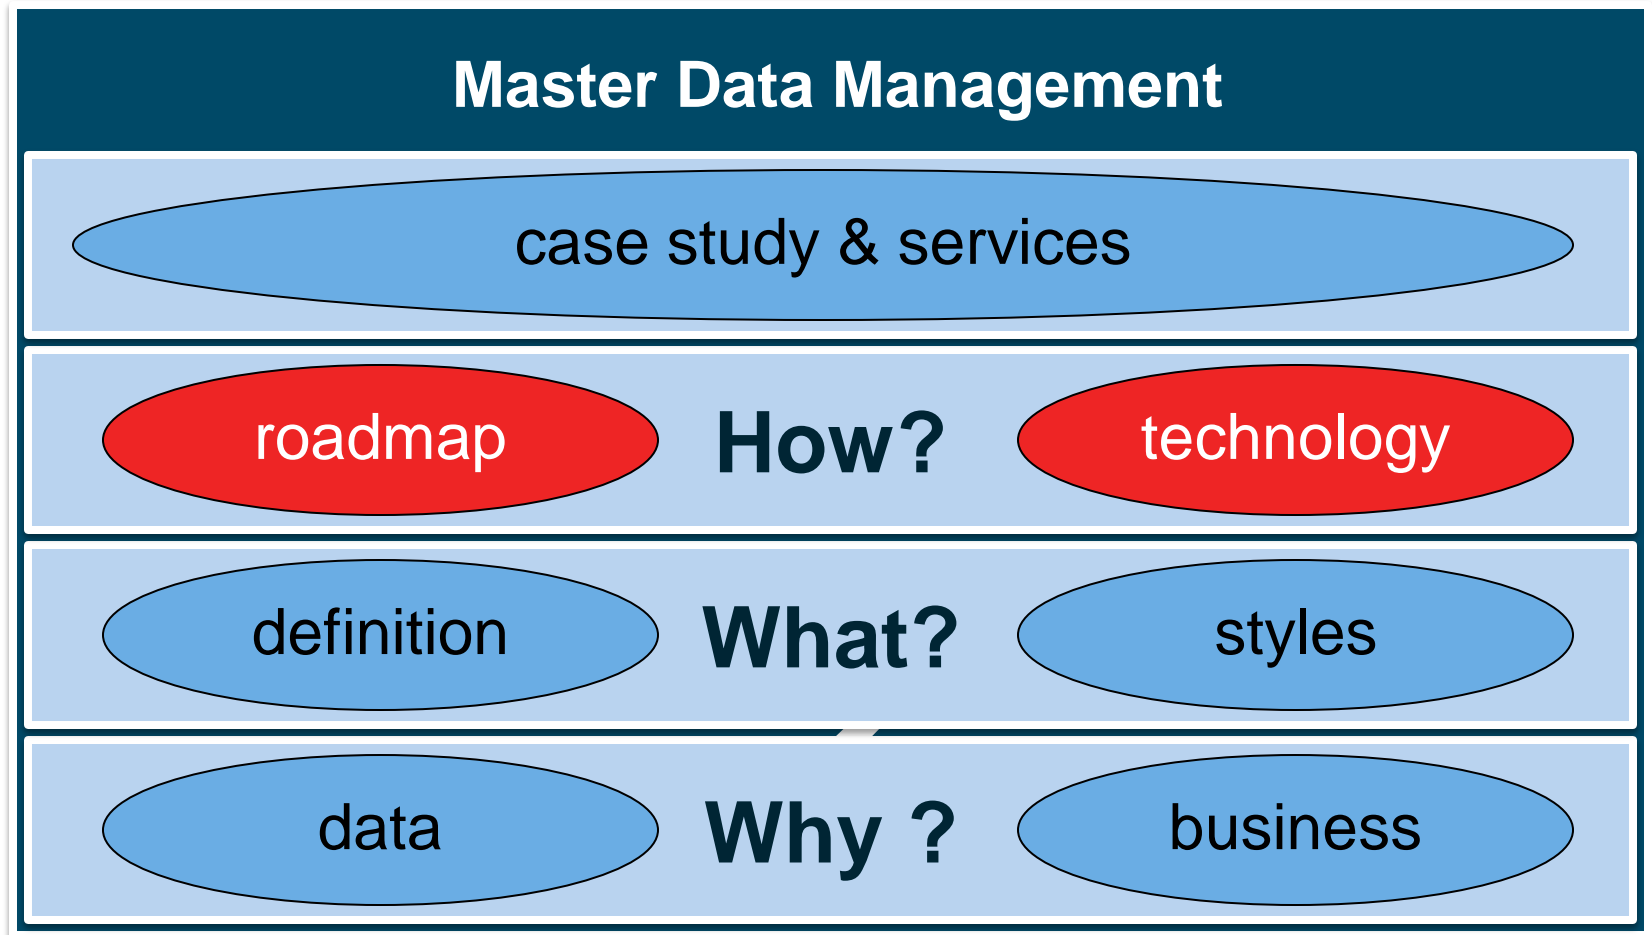 Master Data Management
case study & services
roadmap How? technology
definition What? styles
data Why ? business